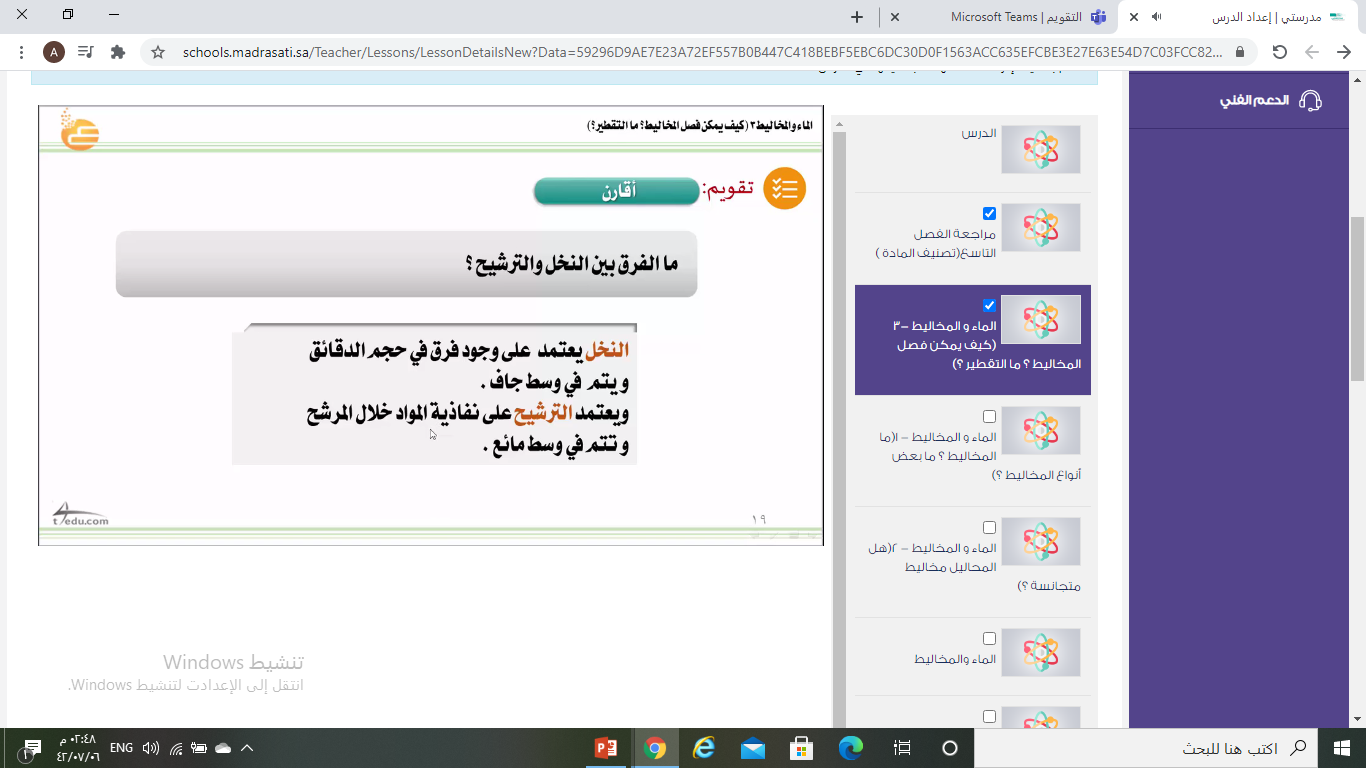 مدرستي | إعداد الدرس
التقويم | Microsoft Teams
schools.madrasati.sa/Teacher/Lessons/LessonDetailsNew?Data=59296D9AE7E23A72EF557B0B447C418BEBF5EBC6DC30D0F1563ACC635EFCBE3E27E63E54D7C03FCC82...
A
الدعم الفني
الماء والمخاليط٣ (كيف يمكن فصل المخاليط؟ ما التقطير؟)
تقويم:
أقارن
ما الفرق بين النخل والترشيح ؟
النخل يعتمد على وجود فرق في حجم الدقائق
و يتم في وسط جاف .
ويعتمد الترشيح على نفاذية المواد خلال المرشح
و تتم في وسط مائع .
t4edu.com
١٩
الدرس
مراجعة الفصل
التاسع(تصنيف المادة )
الماء و المخاليط -٣
(كيف يمكن فصل
المخاليط ؟ ما التقطير ؟)
الماء و المخاليط - ١(ما
المخاليط ؟ ما بعض
أنواع المخاليط ؟)
الماء و المخاليط - ٢(هل
المحاليل مخاليط
متجانسة ؟)
الماء والمخاليط
تنشيط Windows
انتقل إلى الإعدادت لتنشيط Windows.
اكتب هنا للبحث
ENG
٠٢:٤٨ م
٤٢/٠٧/٠٦